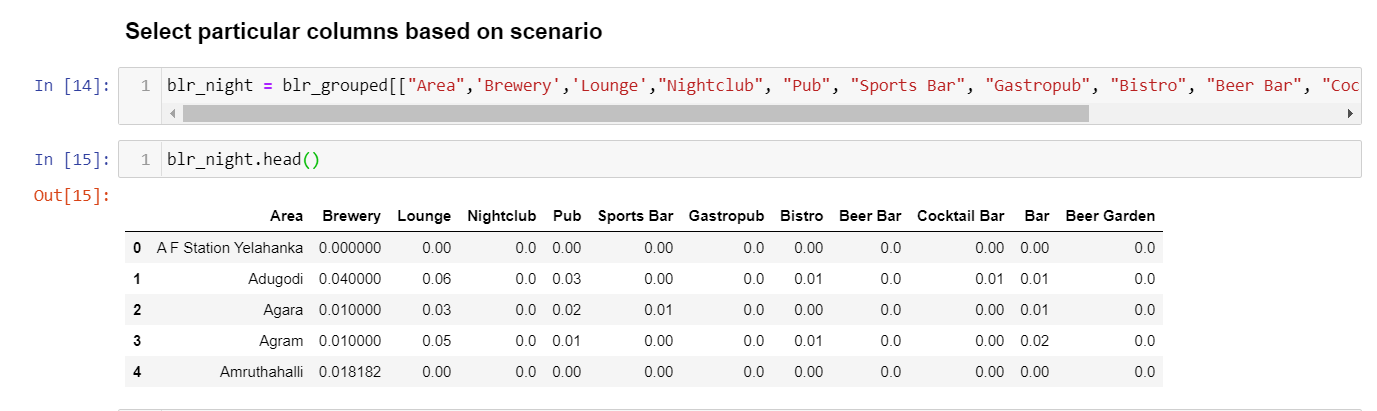 Select particular columns based on scenario
In [14]: 1 blr_night = blr_grouped[["Area",'Brewery','Lounge',"Nightclub", "Pub", "Sports Bar", "Gastropub", "Bistro", "Beer Bar", "Coc
In [15]: 1 blr_night.head()
Out[15]:
Area Brewery Lounge Nightclub Pub Sports Bar Gastropub Bistro Beer Bar Cocktail Bar Bar Beer Garden
0 A F Station Yelahanka 0.000000 0.00 0.0 0.00 0.00 0.0 0.00 0.0 0.00 0.00 0.0
1 Adugodi 0.040000 0.06 0.0 0.03 0.00 0.0 0.01 0.0 0.01 0.01 0.0
2 Agara 0.010000 0.03 0.0 0.02 0.01 0.0 0.00 0.0 0.00 0.01 0.0
3 Agram 0.010000 0.05 0.0 0.01 0.00 0.0 0.01 0.0 0.00 0.02 0.0
4 Amruthahalli 0.018182 0.00 0.0 0.00 0.00 0.0 0.00 0.0 0.00 0.00 0.0